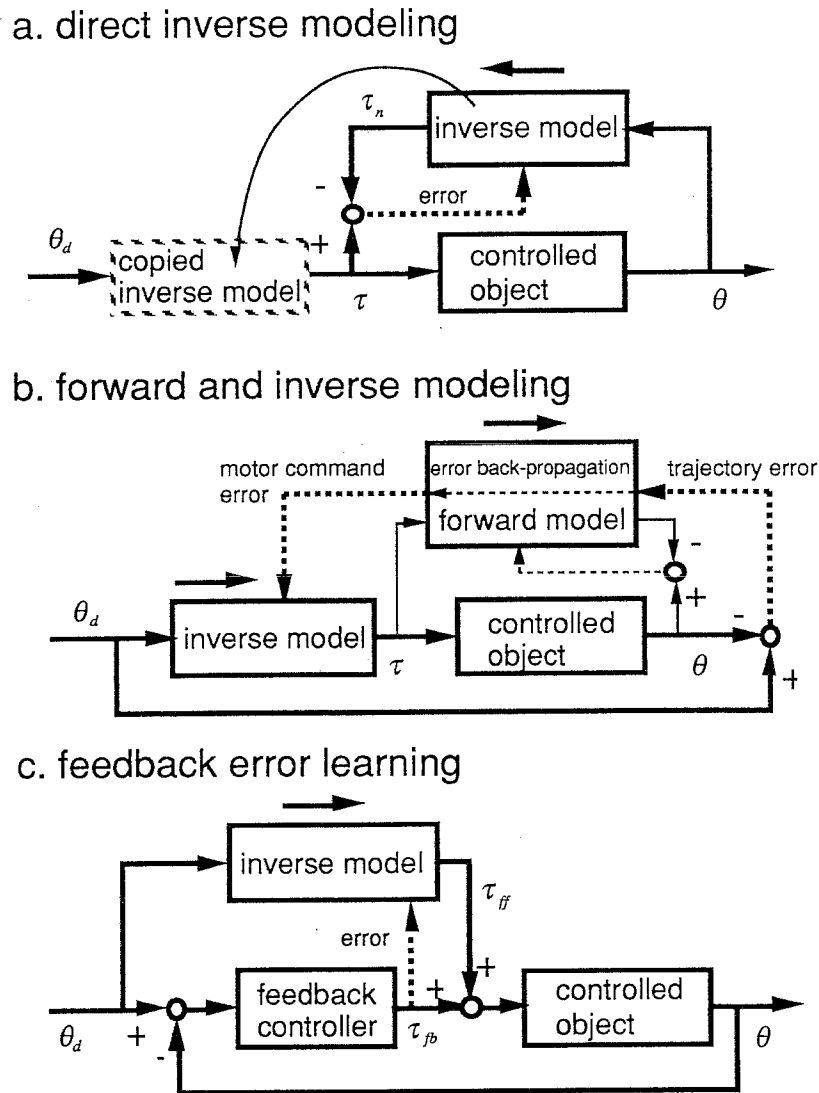 a. direct inverse modeling
τn
inverse model
-
error
θd
+
copied
inverse model
controlled
object
τ
θ
b. forward and inverse modeling
motor command
error
error back-propagation
trajectory error
forward model
-
+
θd
inverse model
controlled
object
-
τ
θ
+
c. feedback error learning
inverse model
τff
error
+
feedback
controller
+
controlled
object
θd
+
-
τfb
θ